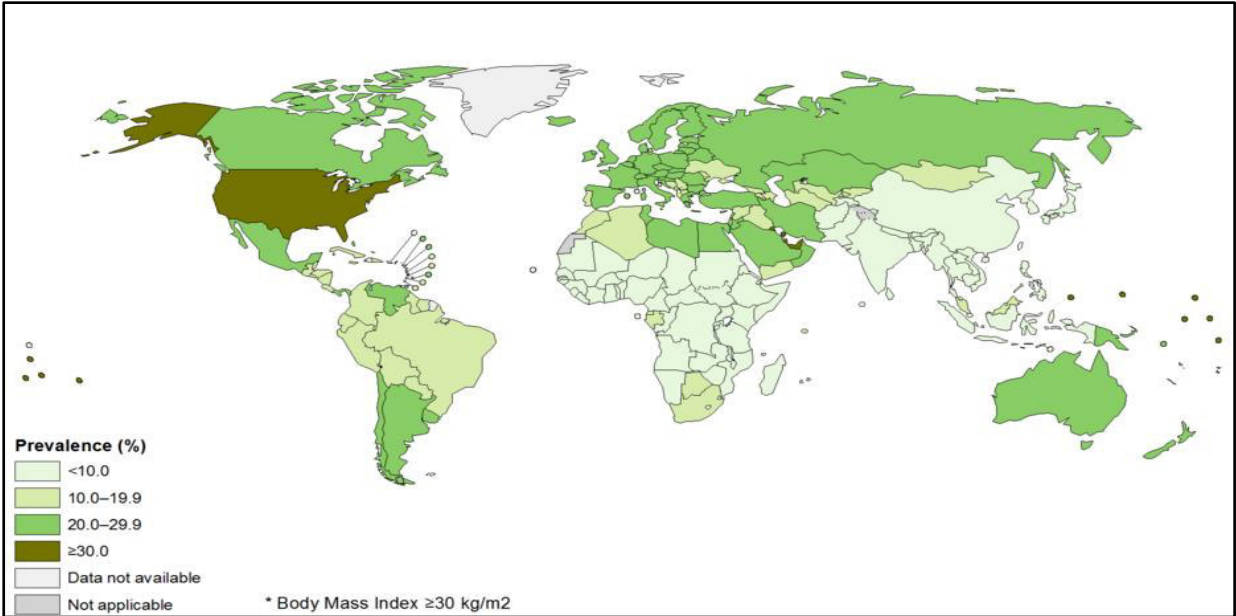 Prevalence (%)
<10.0
10.0–19.9
20.0–29.9
≥30.0
Data not available
Not applicable
* Body Mass Index ≥30 kg/m2